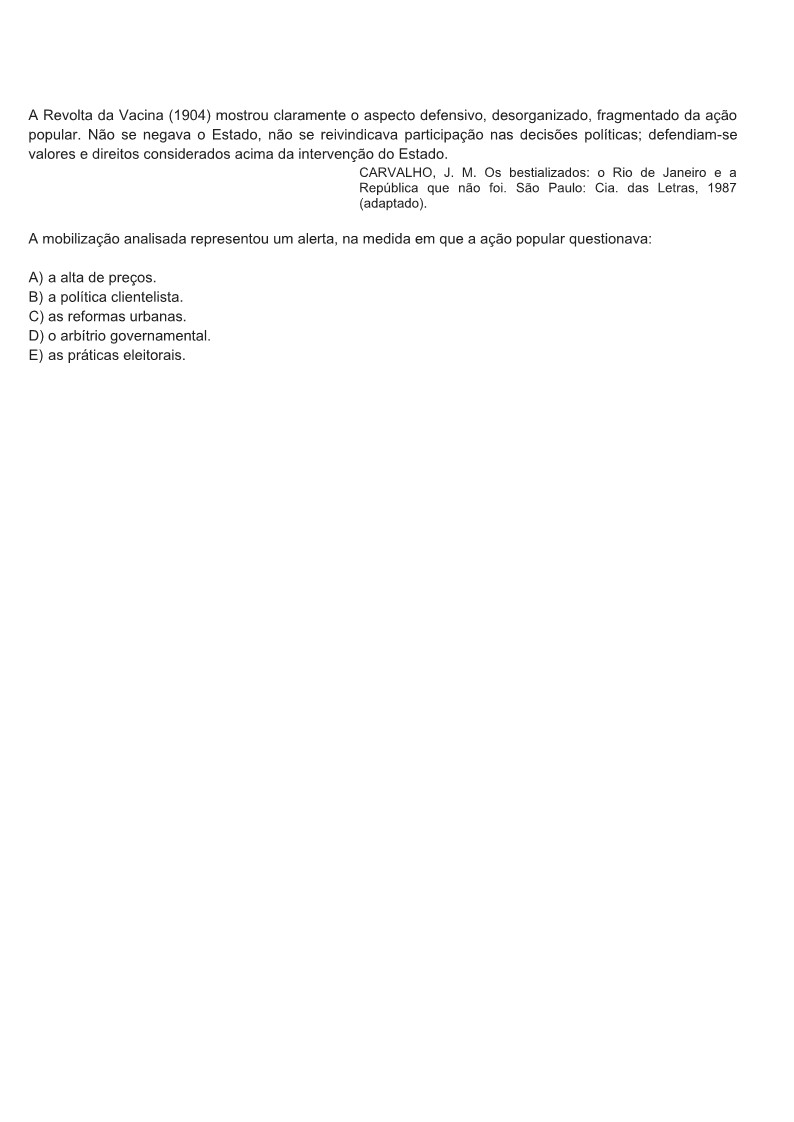 A Revolta da Vacina (1904) mostrou claramente o aspecto defensivo, desorganizado, fragmentado da ação
popular. Não se negava o Estado, não se reivindicava participação nas decisões políticas; defendiam-se
valores e direitos considerados acima da intervenção do Estado.
CARVALHO, J. M. Os bestializados: o Rio de Janeiro e a
República que não foi. São Paulo: Cia. das Letras, 1987
(adaptado).
A mobilização analisada representou um alerta, na medida em que a ação popular questionava:
A) a alta de preços.
B) a política clientelista.
C) as reformas urbanas.
D) o arbítrio governamental.
E) as práticas eleitorais.